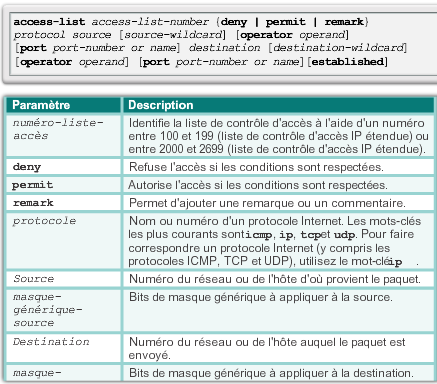 access-list access-list-number {deny | permit | remark}
protocol source [source-wildcard] [operator operand]
[port port-number or name] destination [destination-wildcard]
[operator operand] [port port-number or name][established]
Paramètre Description
numéro-liste-accès Identifie la liste de contrôle d'accès à l'aide d'un numéro
entre 100 et 199 (liste de contrôle d'accès IP étendue) ou
entre 2000 et 2699 (liste de contrôle d'accès IP étendue).
deny Refuse l'accès si les conditions sont respectées.
permit Autorise l'accès si les conditions sont respectées.
remark Permet d'ajouter une remarque ou un commentaire.
protocole Nom ou numéro d'un protocole Internet. Les mots-clés
les plus courants sonticmp, ip, tcpet udp. Pour faire
correspondre un protocole Internet (y compris les
protocoles ICMP, TCP et UDP), utilisez le mot-cléip .
Source Numéro du réseau ou de l'hôte d'où provient le paquet.
masque-générique-source Bits de masque générique à appliquer à la source.
Destination Numéro du réseau ou de l'hôte auquel le paquet est
envoyé.
masque- Bits de masque générique à appliquer à la destination.